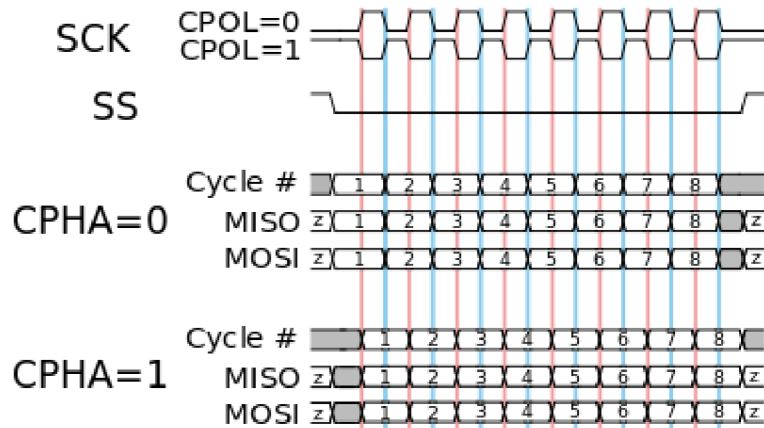 SCK CPOL=0
CPOL=1
SS
Cycle # 1 2 3 4 5 6 7 8
CPHA=0 MISO z 1 2 3 4 5 6 7 8 z
MOSI z 1 2 3 4 5 6 7 8 z
Cycle # 1 2 3 4 5 6 7 8
CPHA=1 MISO z 1 2 3 4 5 6 7 8 z
MOSI z 1 2 3 4 5 6 7 8 z